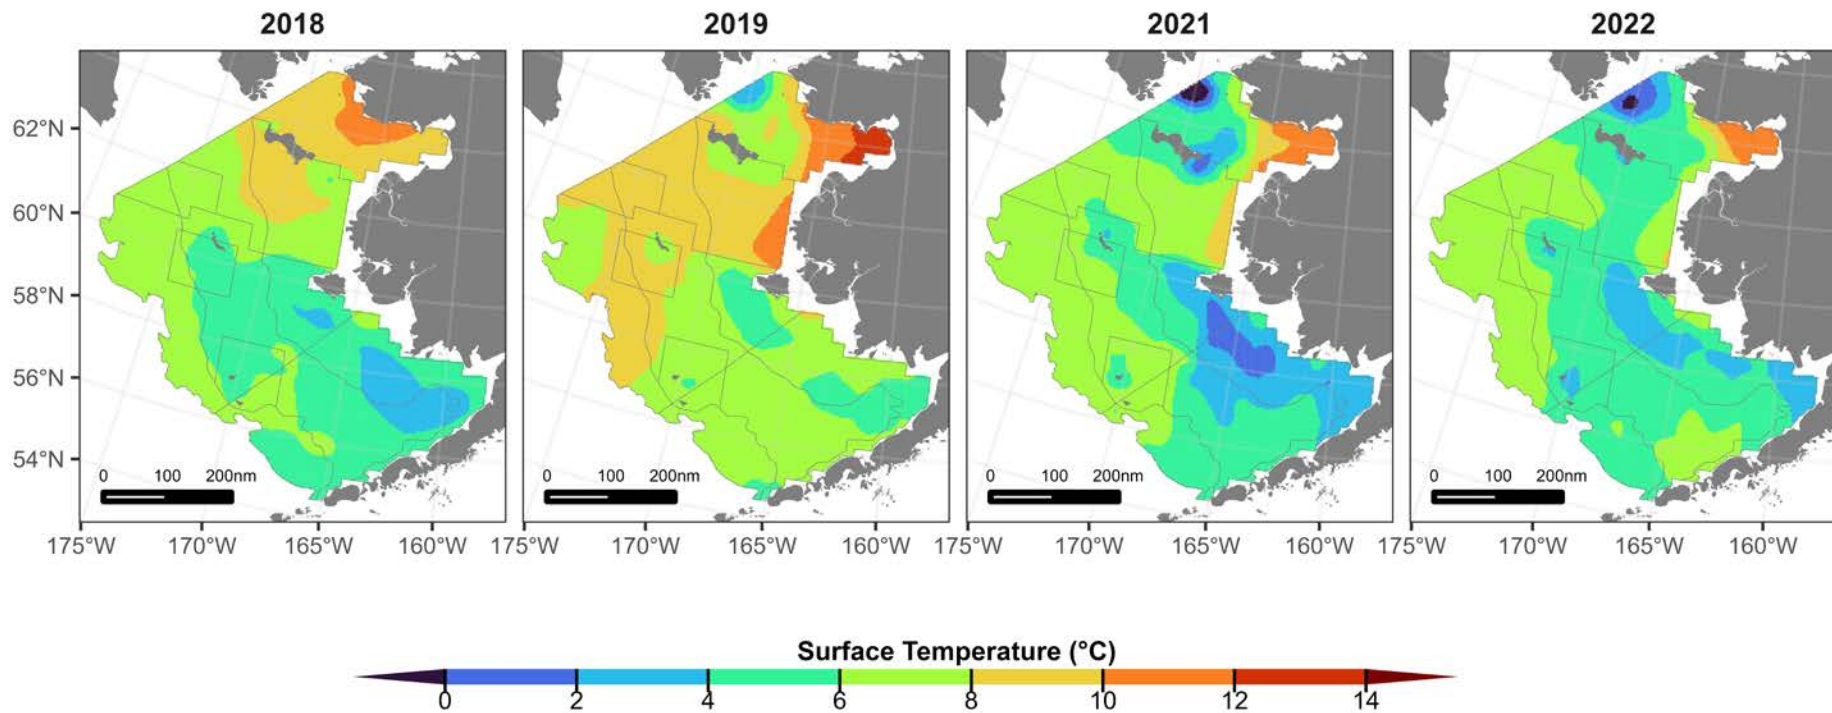 2018 2019 2021 2022
62°N
60°N
58°N
56°N
54°N
0 100 200nm 0 100 200nm 0 100 200nm 0 100 200nm
175°W 170°W 165°W 160°W 175°W 170°W 165°W 160°W 175°W 170°W 165°W 160°W 175°W 170°W 165°W 160°W
Surface Temperature (°C)
0 2 4 6 8 10 12 14